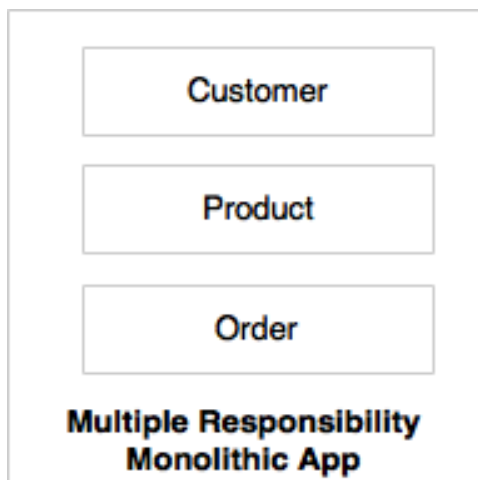 Customer
Product
Order
Multiple Responsibility
Monolithic App